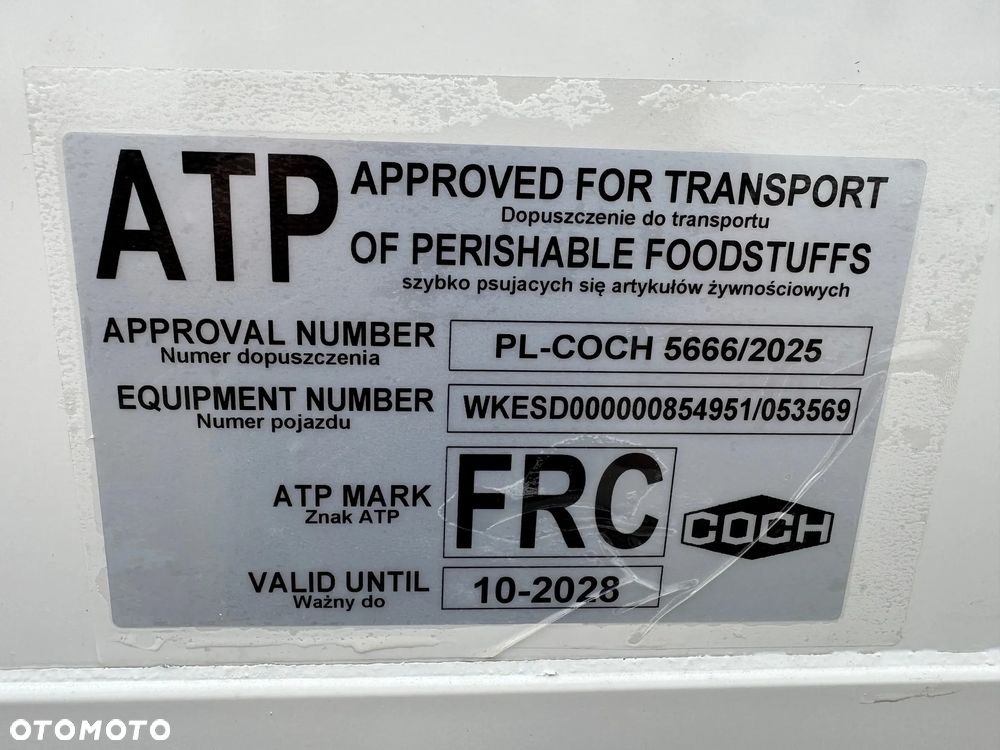 ATP
APPROVED FOR TRANSPORT
Dopuszczenie do transportu
OF PERISHABLE FOODSTUFFS
szybko psujacych się artykułów żywnościowych
APPROVAL NUMBER
Numer dopuszczenia
PL-COCH 5666/2025
EQUIPMENT NUMBER
Numer pojazdu
WKESD000000854951/053569
ATP MARK
Znak ATP
FRC
COCH
VALID UNTIL
Ważny do
10-2028
OTOMOTO